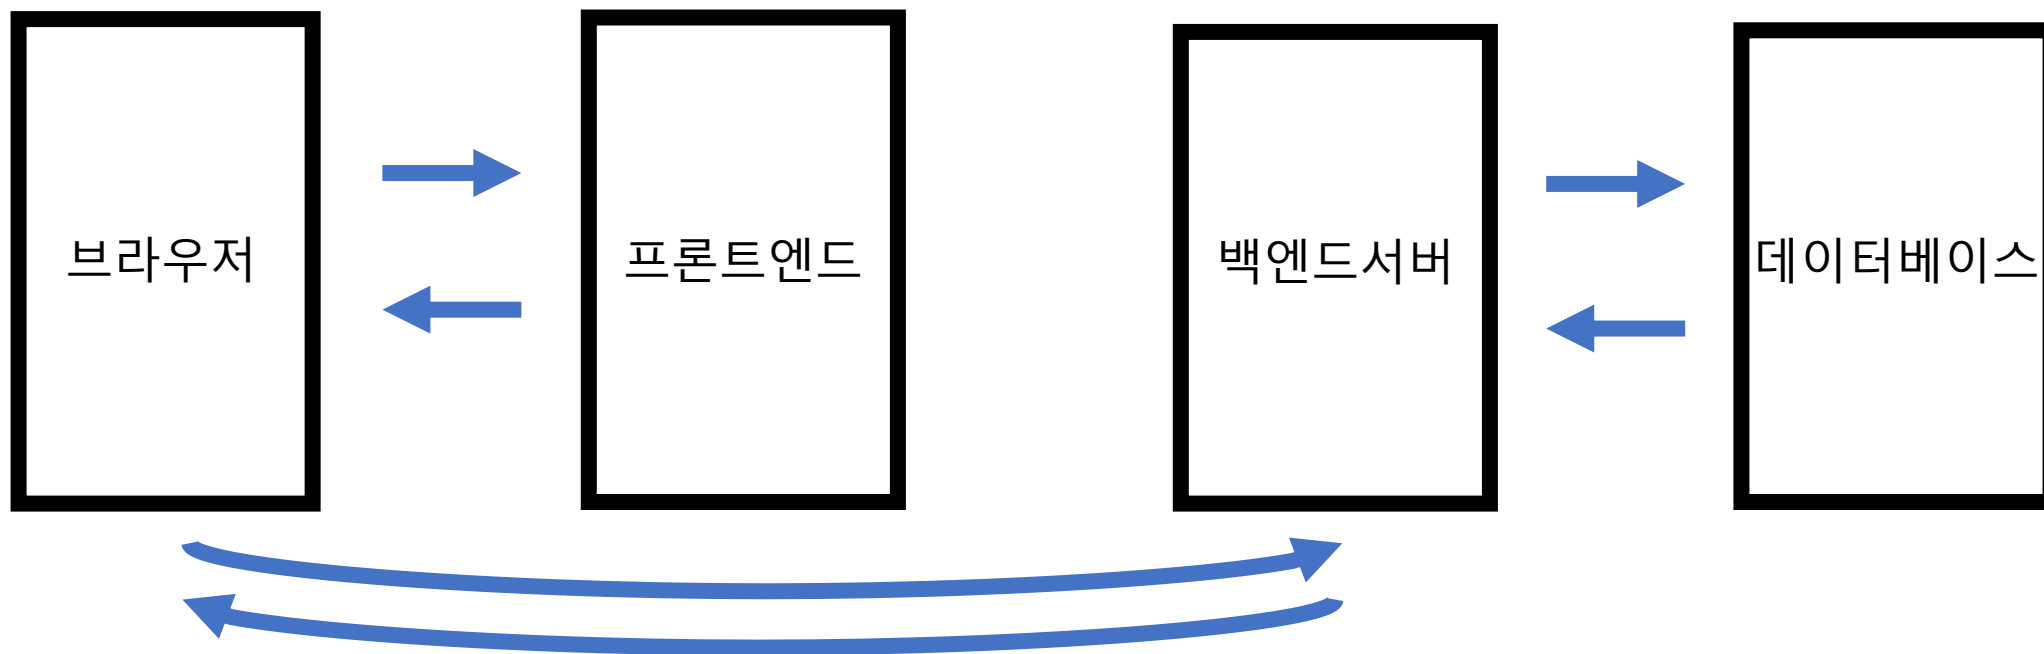 브라우저
프론트엔드
백엔드서버
데이터베이스